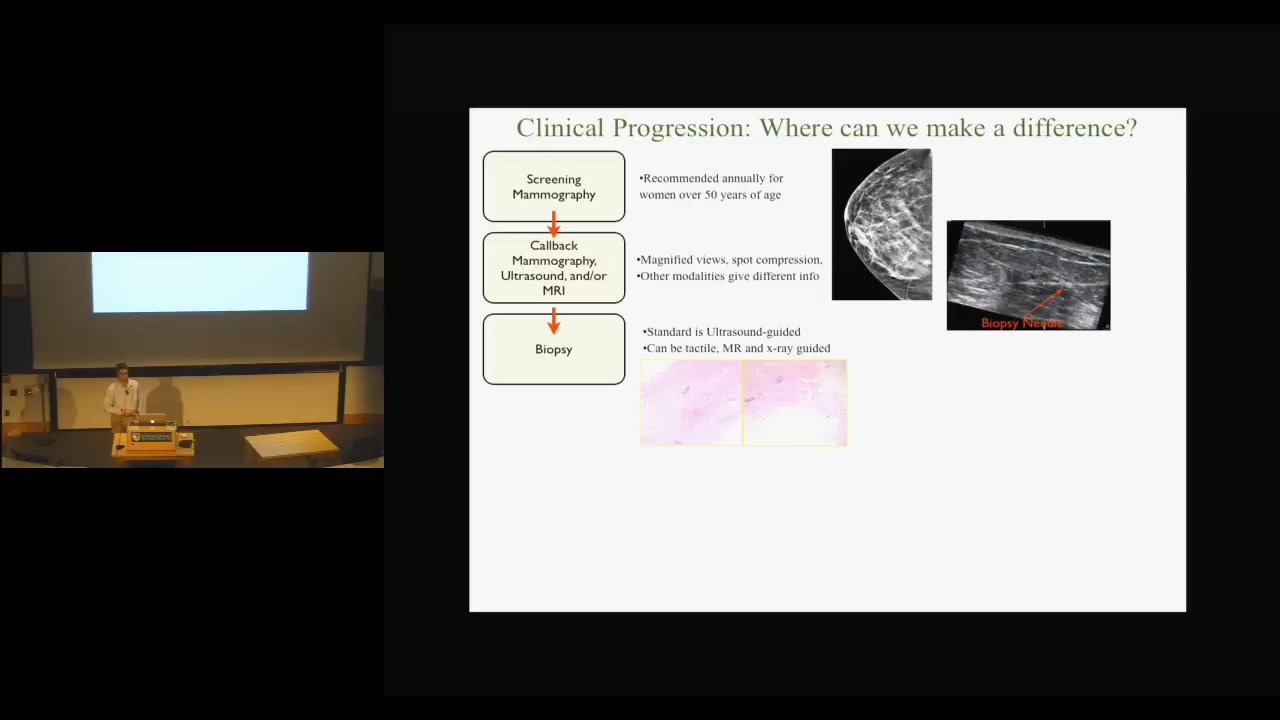 Clinical Progression: Where can we make a difference?
Screening
Mammography
•Recommended annually for
women over 50 years of age
Callback
Mammography,
Ultrasound, and/or
MRI
•Magnified views, spot compression,
•Other modalities give different info
Biopsy Needle
Biopsy
•Standard is Ultrasound-guided
•Can be tactile, MR and x-ray guided